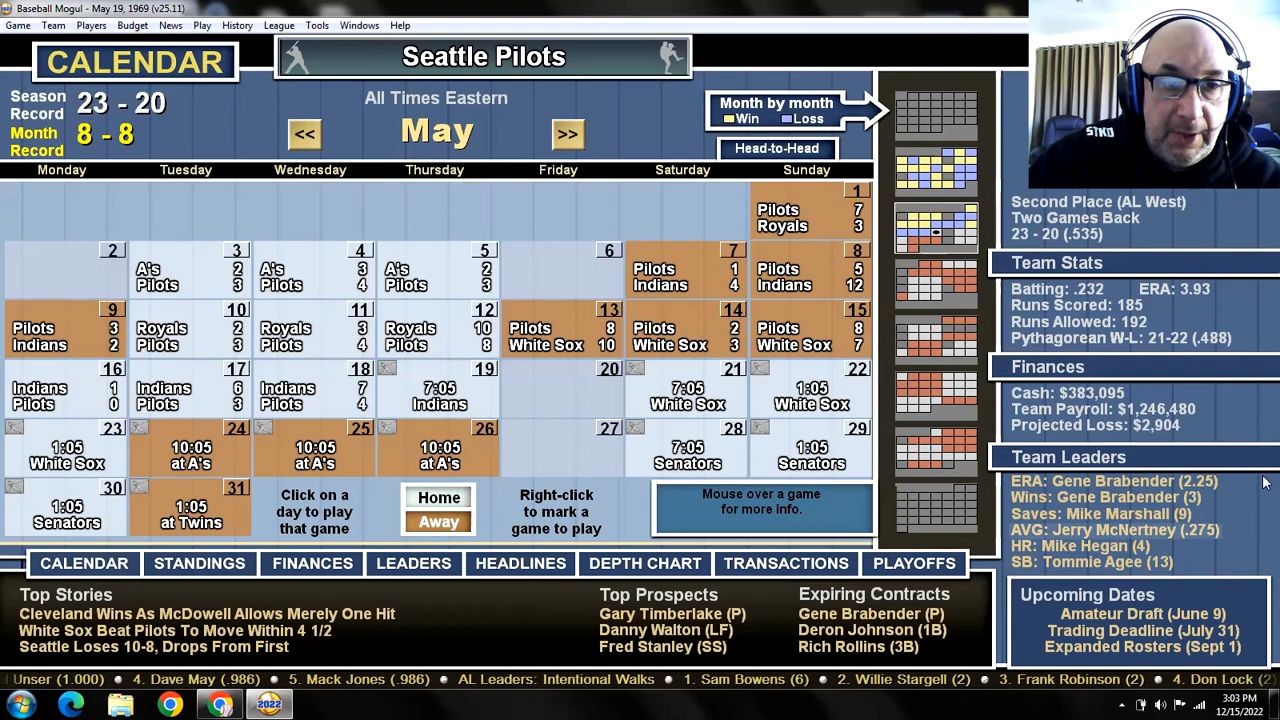 Baseball Mogul - May 19, 1969 (v25.11)
Game Team Players Budget News Play History League Tools Windows Help
CALENDAR
Seattle Pilots
Season Record 23 - 20
Month Record 8 - 8
All Times Eastern
<< May >>
Month by month
Win Loss
Head-to-Head
Monday Tuesday Wednesday Thursday Friday Saturday Sunday
1
Pilots 7
Royals 3
2 3 4 5 6 7 8
A's 2 A's 3 A's 2 Pilots 1 Pilots 5
Pilots 3 Pilots 4 Pilots 3 Indians 4 Indians 12
9 10 11 12 13 14 15
Pilots 3 Royals 2 Royals 3 Royals 10 Pilots 8 Pilots 2 Pilots 8
Indians 2 Pilots 3 Pilots 4 Pilots 8 White Sox 10 White Sox 3 White Sox 7
16 17 18 19 20 21 22
Indians 1 Indians 6 Indians 7 7:05 7:05 1:05
Pilots 0 Pilots 3 Pilots 4 Indians White Sox White Sox
23 24 25 26 27 28 29
1:05 10:05 10:05 10:05 7:05 1:05
White Sox at A's at A's at A's Senators Senators
30 31
1:05 1:05
Senators at Twins
Click on a day to play that game
Home
Away
Right-click to mark a game to play
Mouse over a game for more info.
STKO
Second Place (AL West)
Two Games Back
23 - 20 (.535)
Team Stats
Batting: .232 ERA: 3.93
Runs Scored: 185
Runs Allowed: 192
Pythagorean W-L: 21-22 (.488)
Finances
Cash: $383,095
Team Payroll: $1,246,480
Projected Loss: $2,904
Team Leaders
ERA: Gene Brabender (2.25)
Wins: Gene Brabender (3)
Saves: Mike Marshall (9)
AVG: Jerry McNertney (.275)
HR: Mike Hegan (4)
SB: Tommie Agee (13)
CALENDAR STANDINGS FINANCES LEADERS HEADLINES DEPTH CHART TRANSACTIONS PLAYOFFS
Top Stories
Cleveland Wins As McDowell Allows Merely One Hit
White Sox Beat Pilots To Move Within 4 1/2
Seattle Loses 10-8, Drops From First
Top Prospects
Gary Timberlake (P)
Danny Walton (LF)
Fred Stanley (SS)
Expiring Contracts
Gene Brabender (P)
Deron Johnson (1B)
Rich Rollins (3B)
Upcoming Dates
Amateur Draft (June 9)
Trading Deadline (July 31)
Expanded Rosters (Sept 1)
Unser (1.000) • 4. Dave May (.986) • 5. Mack Jones (.986) • AL Leaders: Intentional Walks • 1. Sam Bowens (6) • 2. Willie Stargell (2) • 3. Frank Robinson (2) • 4. Don Lock (2)
2022
3:03 PM
12/15/2022